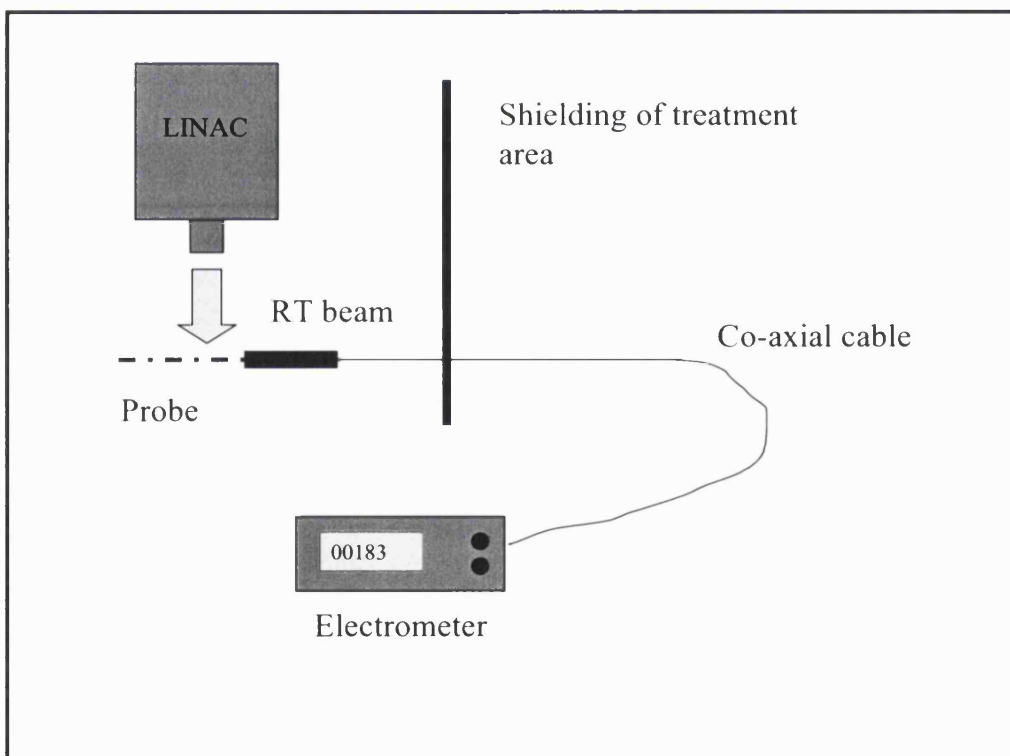 LINAC
Shielding of treatment
area
RT beam
Co-axial cable
Probe
00183
Electrometer